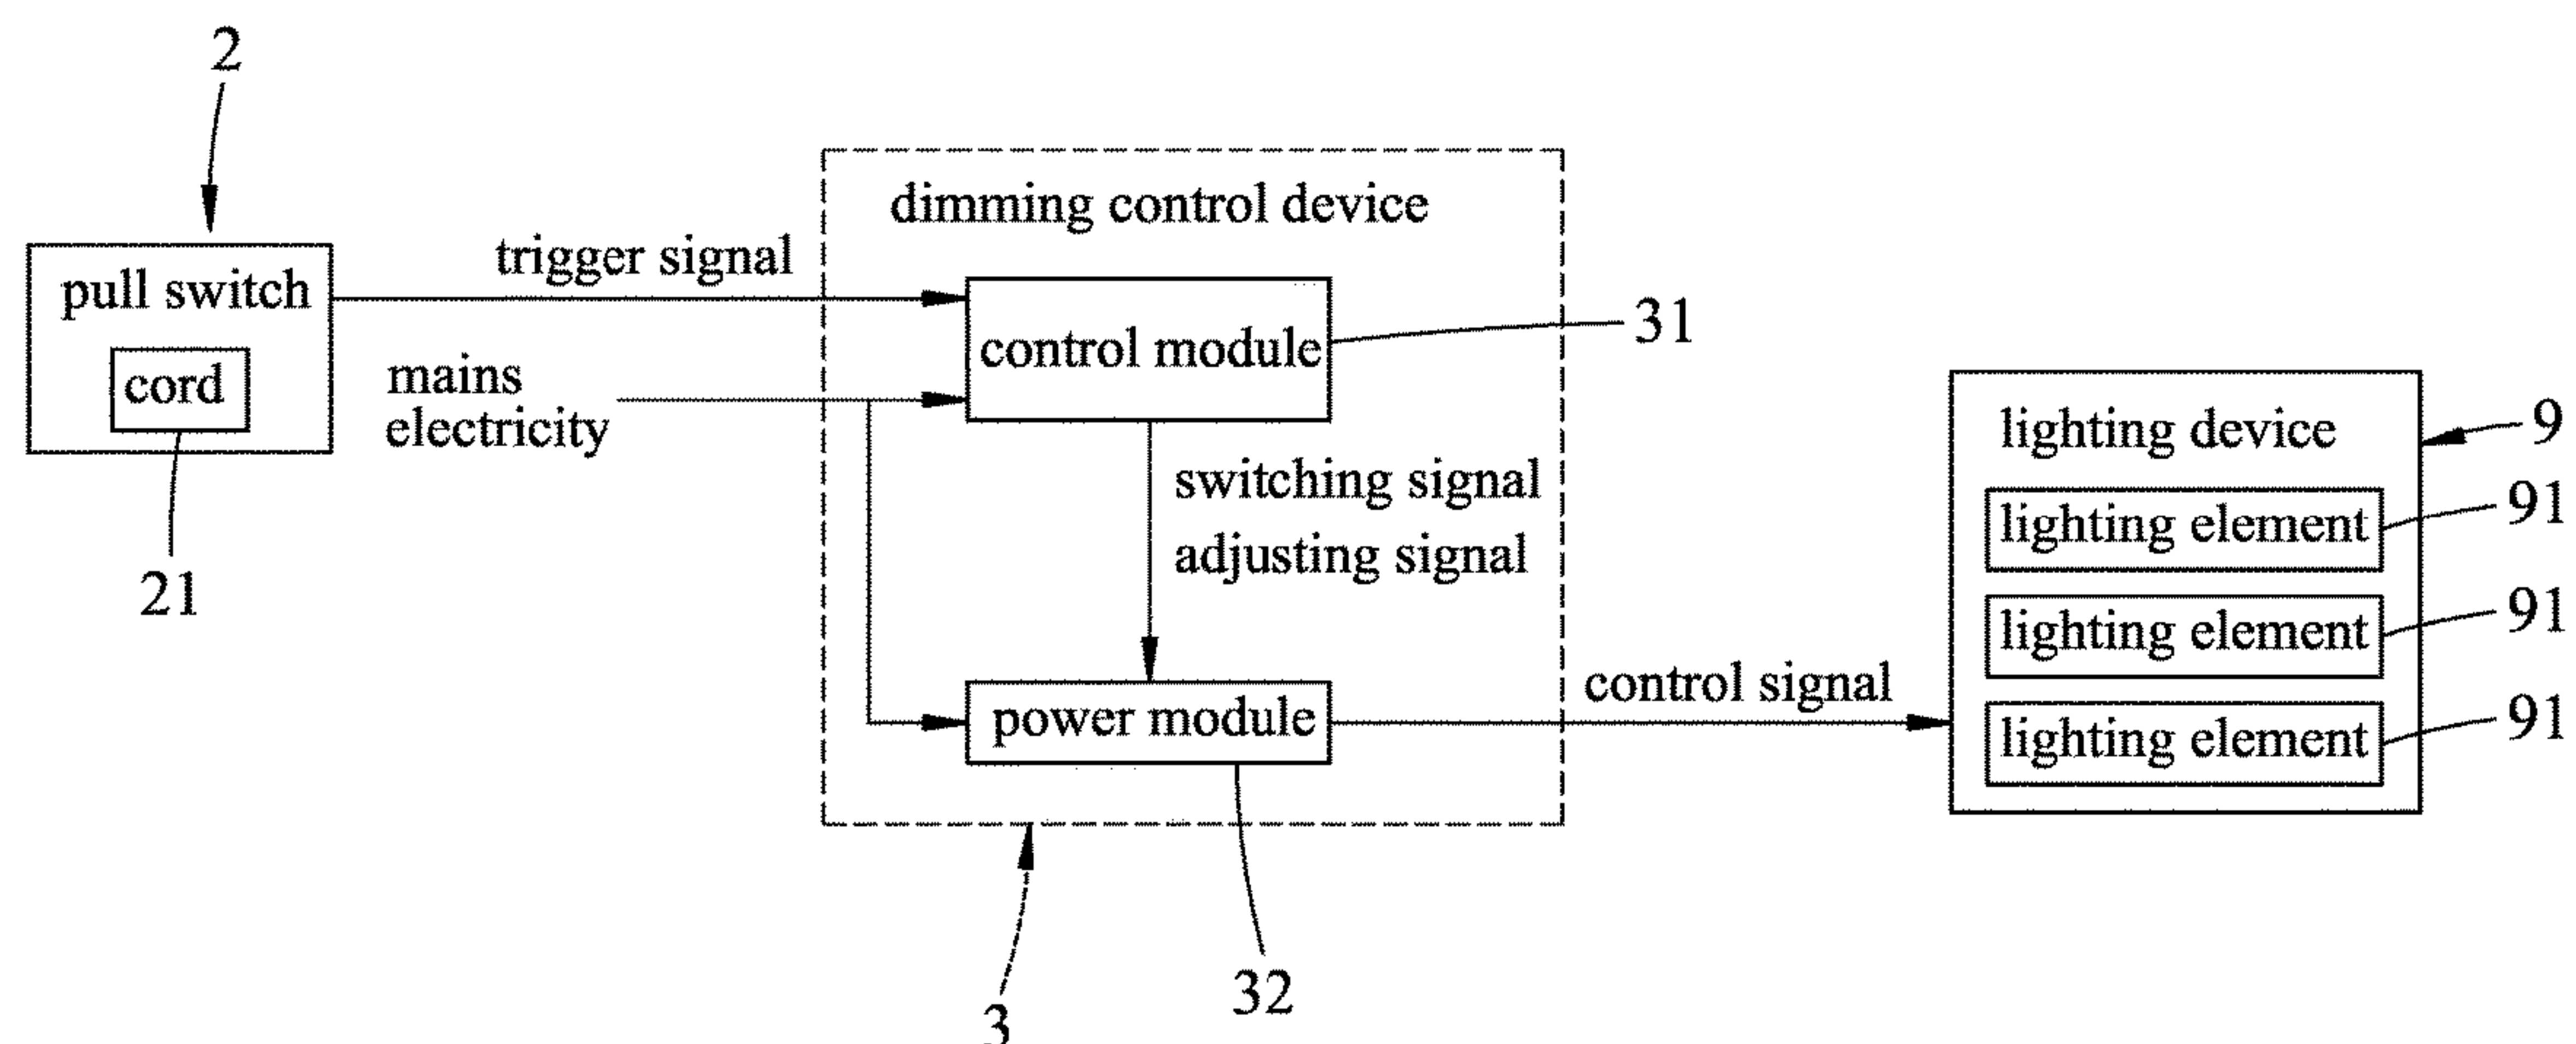 2
dimming control device
trigger signal
pull switch
control module
31
cord
mains
electricity
lighting device
9
switching signal
lighting element
91
adjusting signal
21
lighting element
91
control signal
power module
lighting element
91
32
3